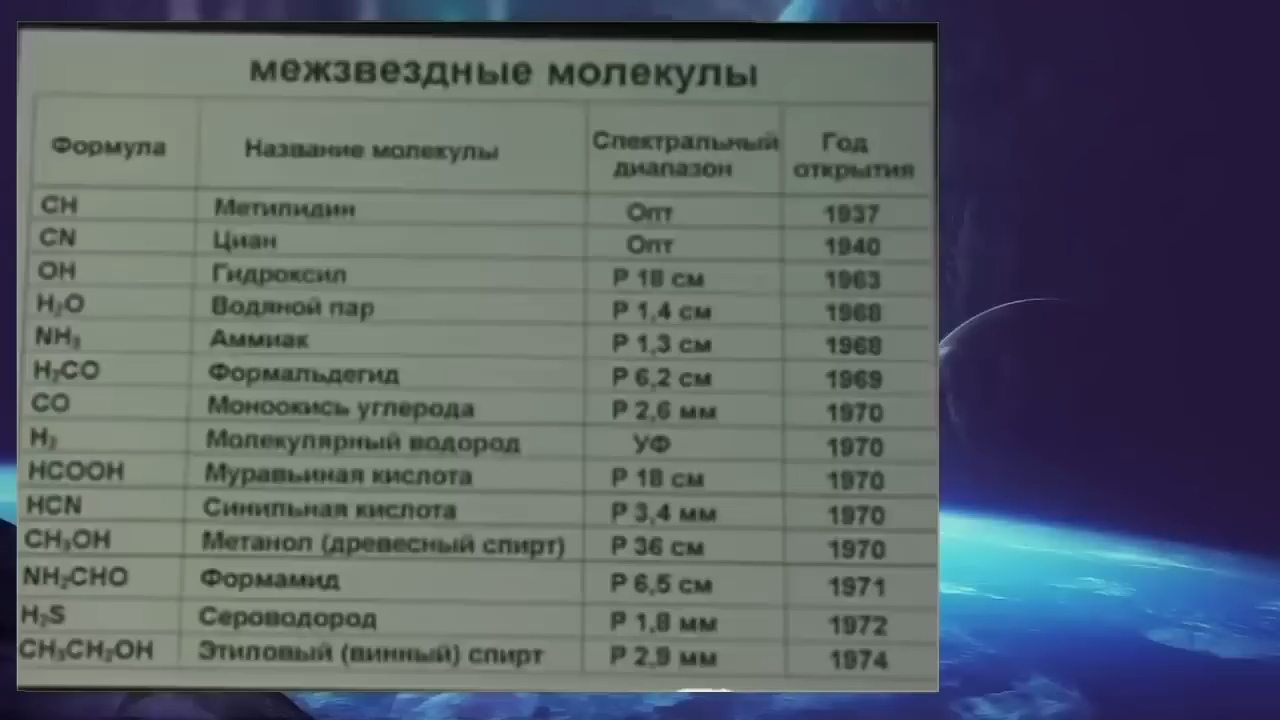 межзвездные молекулы
Формула Название молекулы Спектральный диапазон Год открытия
CH Метилидин Опт 1937
CN Циан Опт 1940
OH Гидроксил Р 18 см 1963
H₂O Водяной пар Р 1,4 см 1968
NH₃ Аммиак Р 1,3 см 1968
H₂CO Формальдегид Р 6,2 см 1969
CO Моноокись углерода Р 2,6 мм 1970
H₂ Молекулярный водород УФ 1970
HCOOH Муравьиная кислота Р 18 см 1970
HCN Синильная кислота Р 3,4 мм 1970
CH₃OH Метанол (древесный спирт) Р 36 см 1970
NH₂CHO Формамид Р 6,5 см 1971
H₂S Сероводород Р 1,8 мм 1972
CH₃CH₂OH Этиловый (винный) спирт Р 2,9 мм 1974